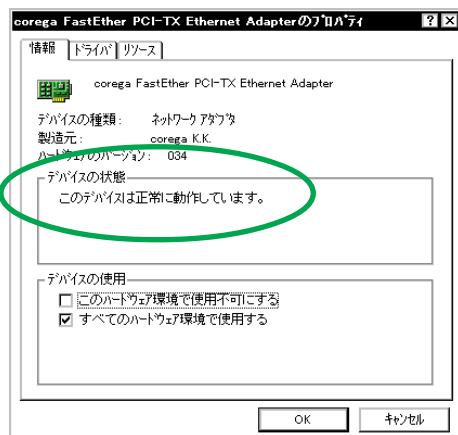 corega FastEther PCI-TX Ethernet Adapterのﾌﾟﾛﾊﾟﾃｨ
情報 ﾄﾞﾗｲﾊﾞ ﾘｿｰｽ
corega FastEther PCI-TX Ethernet Adapter
ﾃﾞﾊﾞｲｽの種類: ﾈｯﾄﾜｰｸ ｱﾀﾞﾌﾟﾀ
製造元: corega K.K.
ﾊｰﾄﾞｳｪｱのﾊﾞｰｼﾞｮﾝ: 034
ﾃﾞﾊﾞｲｽの状態
このﾃﾞﾊﾞｲｽは正常に動作しています。
ﾃﾞﾊﾞｲｽの使用
このﾊｰﾄﾞｳｪｱ環境で使用不可にする
すべてのﾊｰﾄﾞｳｪｱ環境で使用する
OK ｷｬﾝｾﾙ